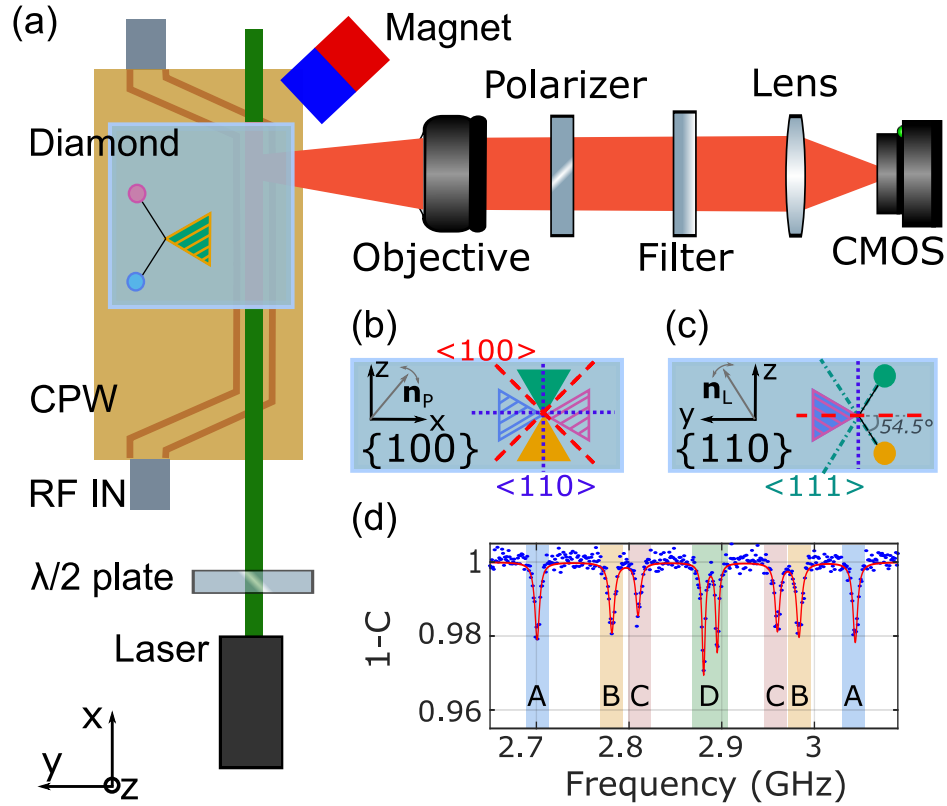 (a)
Magnet
Polarizer
Lens
Diamond
Objective
Filter
CMOS
CPW
RF IN
λ/2 plate
Laser
x
y
z
(b)
<100>
z
n_P
x
{100}
<110>
(c)
n_L
z
y
54.5°
{110}
<111>
(d)
1-C
1
0.98
0.96
A
B
C
D
C
B
A
2.7
2.8
2.9
3
Frequency (GHz)